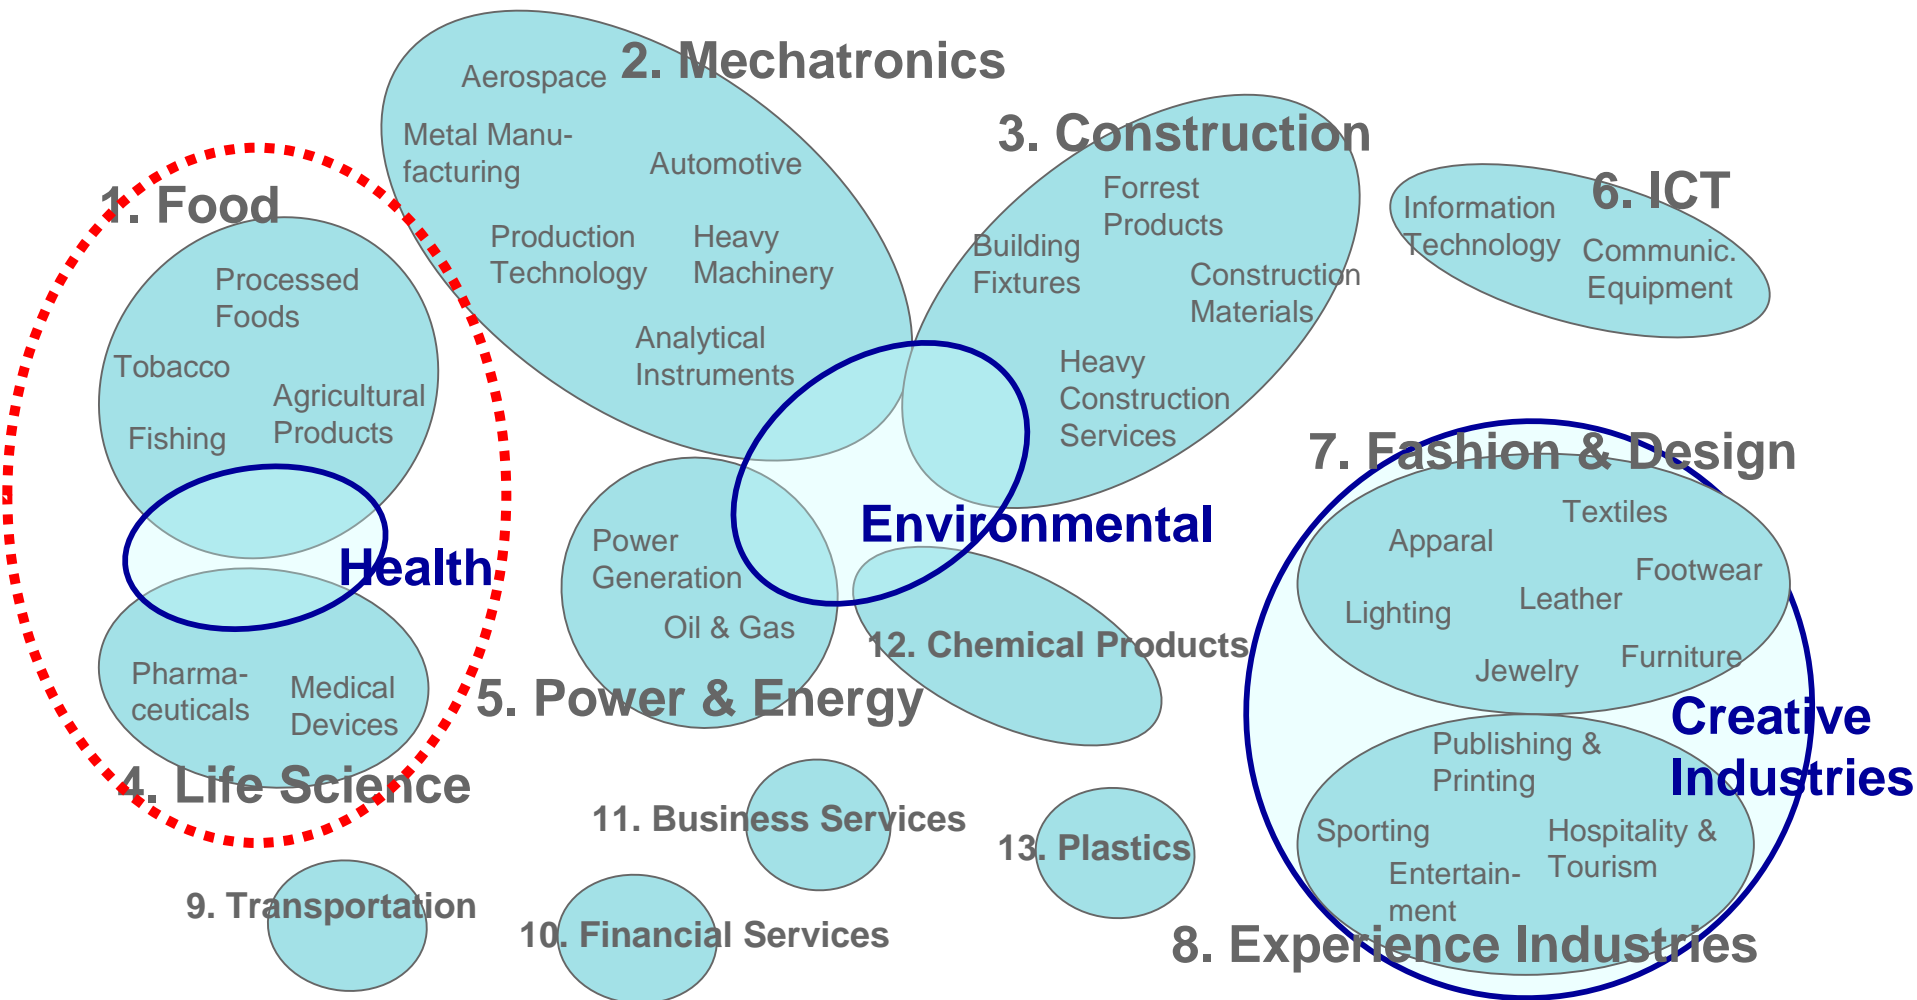 1. Food
Processed
Foods
Tobacco
Agricultural
Products
Fishing
Health
Pharma-
ceuticals
Medical
Devices
4. Life Science
2. Mechatronics
Aerospace
Metal Manu-
facturing
Automotive
Production
Technology
Heavy
Machinery
Analytical
Instruments
3. Construction
Forrest
Products
Building
Fixtures
Construction
Materials
Heavy
Construction
Services
6. ICT
Information
Technology
Communic.
Equipment
Environmental
Power
Generation
Oil & Gas
5. Power & Energy
12. Chemical Products
7. Fashion & Design
Textiles
Apparal
Footwear
Leather
Lighting
Furniture
Jewelry
Creative
Industries
Publishing &
Printing
Sporting
Hospitality &
Tourism
Entertain-
ment
8. Experience Industries
11. Business Services
13. Plastics
9. Transportation
10. Financial Services